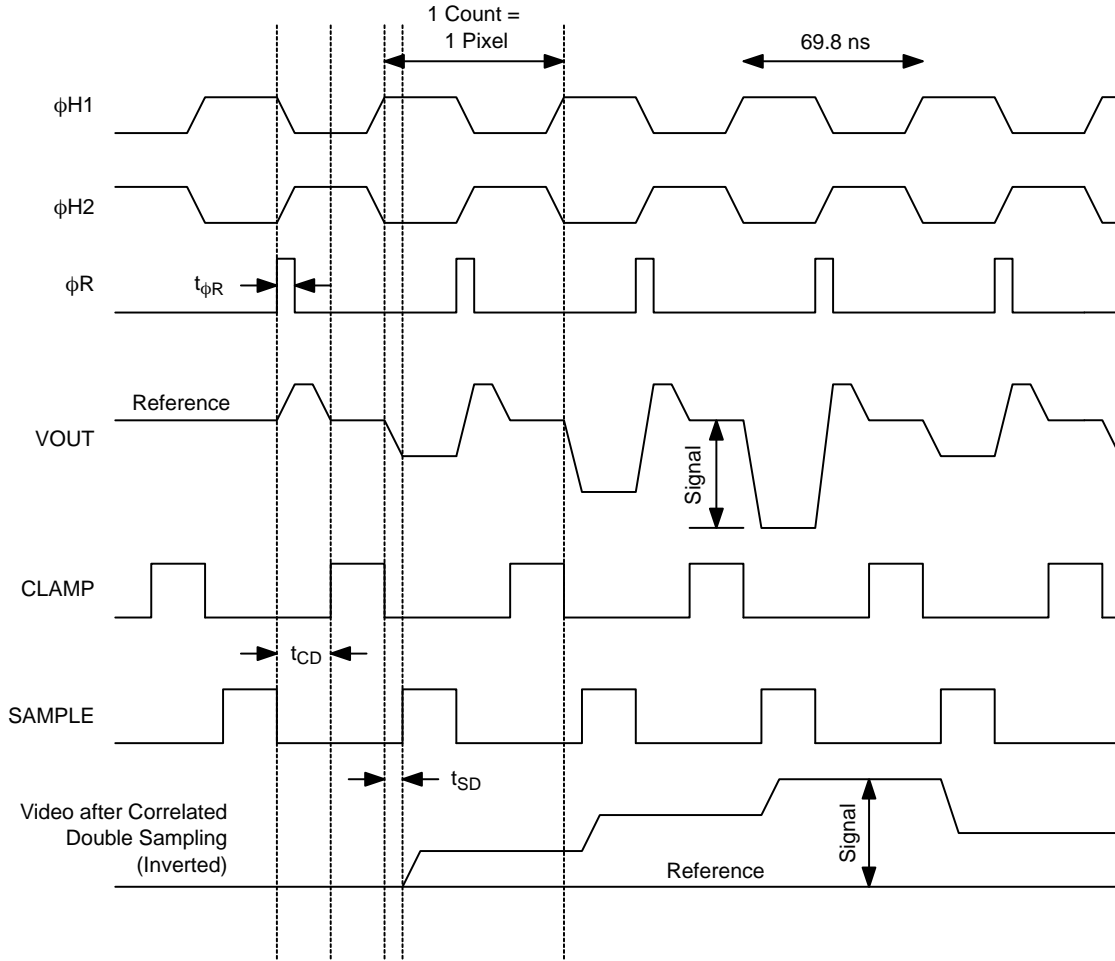 1 Count =
1 Pixel
69.8 ns
ϕH1
ϕH2
ϕR
tϕR
Reference
VOUT
Signal
CLAMP
tCD
SAMPLE
tSD
Video after Correlated
Double Sampling
(Inverted)
Signal
Reference